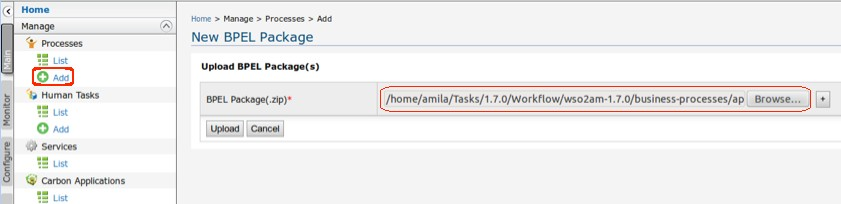 Home
Manage
Processes
List
Add
Human Tasks
List
Add
Services
List
Carbon Applications
List
Main
Monitor
Configure
Home > Manage > Processes > Add
New BPEL Package
Upload BPEL Package(s)
BPEL Package(.zip)* /home/amila/Tasks/1.7.0/Workflow/wso2am-1.7.0/business-processes/ap Browse... +
Upload Cancel